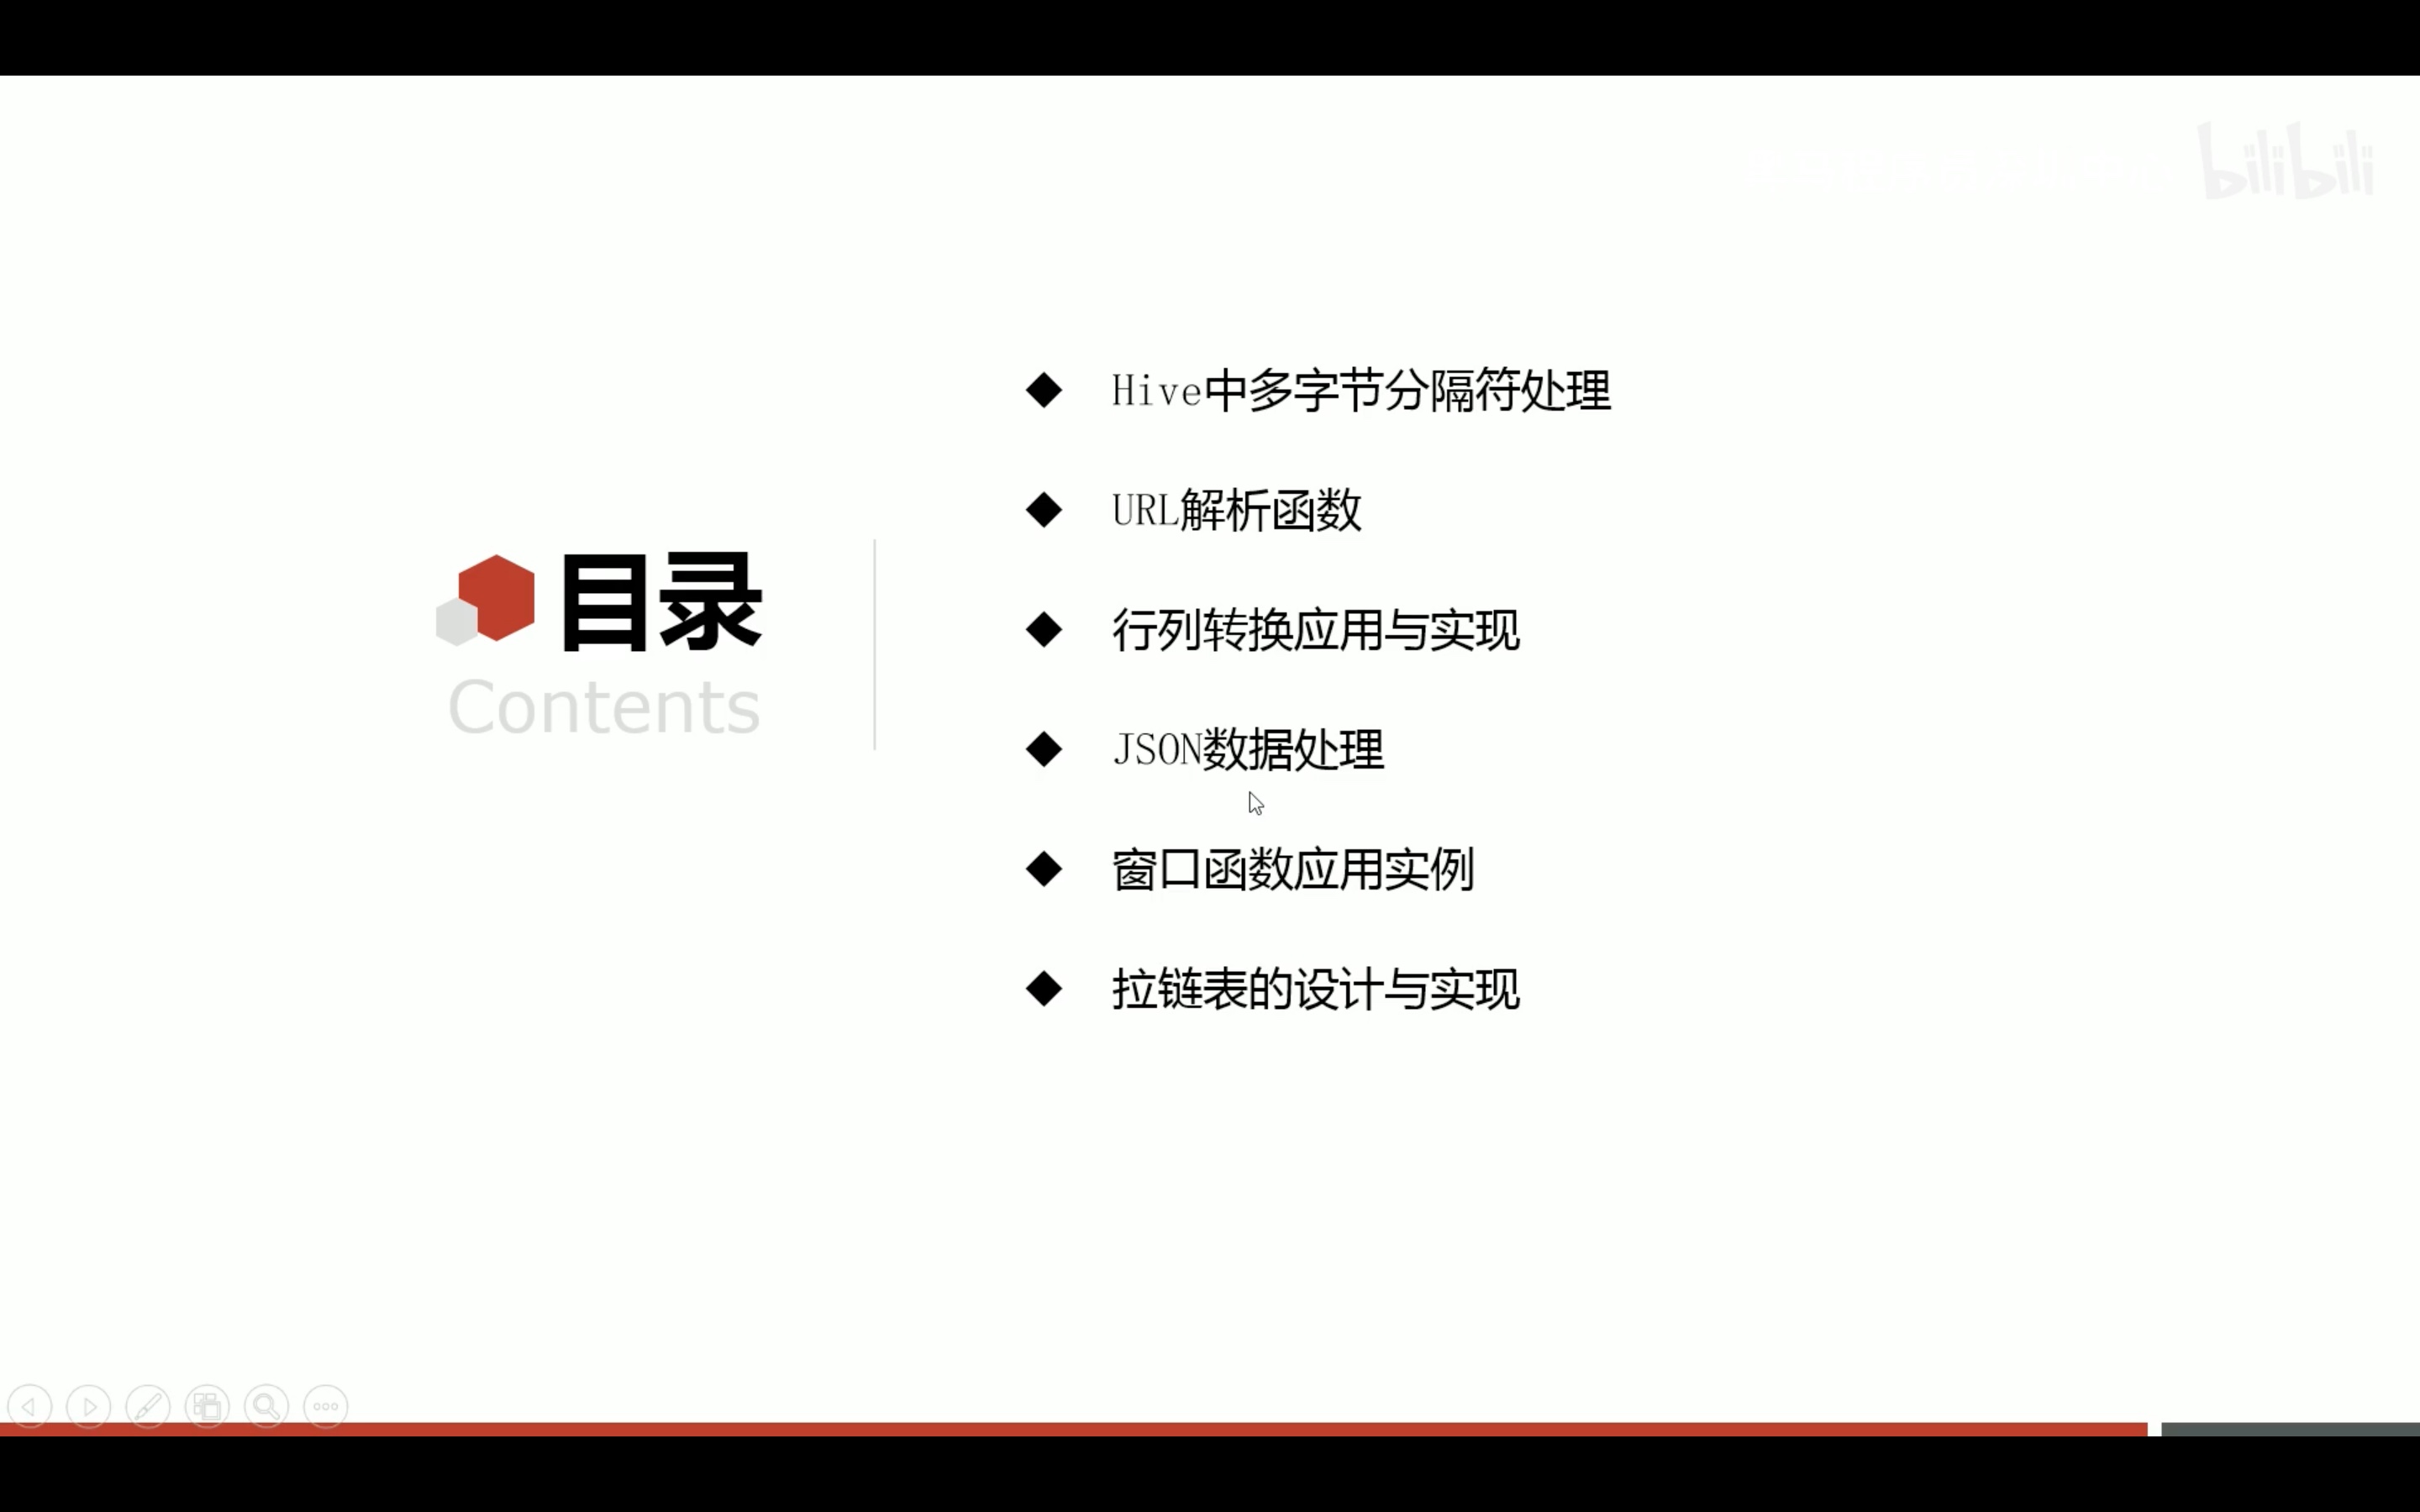 bilibili
目录
Contents
Hive中多字节分隔符处理
URL解析函数
行列转换应用与实现
JSON数据处理
窗口函数应用实例
拉链表的设计与实现